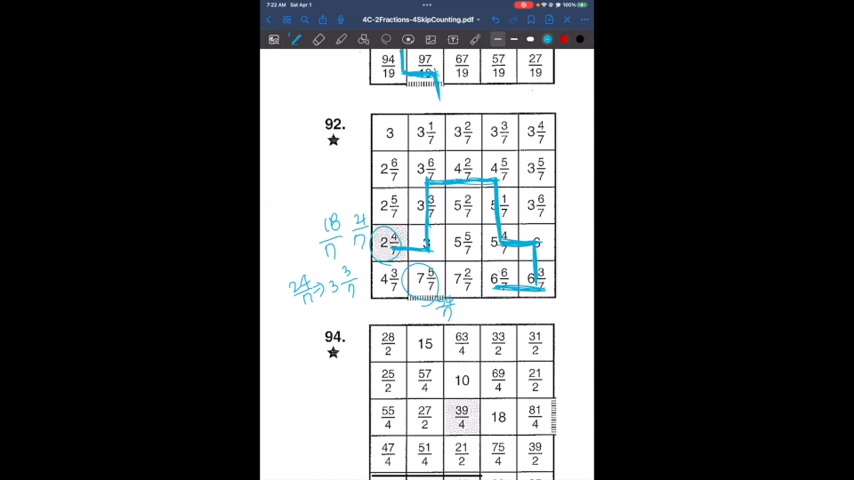 7:22 AM Sat Apr 1
100%
4C-2Fractions-4SkipCounting.pdf
94/19 97/19 67/19 57/19 27/19
92.
3 3 1/7 3 2/7 3 3/7 3 4/7
2 6/7 3 6/7 4 2/7 4 5/7 3 5/7
2 5/7 3 3/7 5 2/7 5 1/7 3 6/7
18/7 21/7
2 4/7 3 5 5/7 5 4/7 6
24/7 → 3 3/7
4 3/7 7 5/7 7 2/7 6 6/7 6 3/7
94.
28/2 15 63/4 33/2 31/2
25/2 57/4 10 69/4 21/2
55/4 27/2 39/4 18 81/4
47/4 51/4 21/2 75/4 39/2